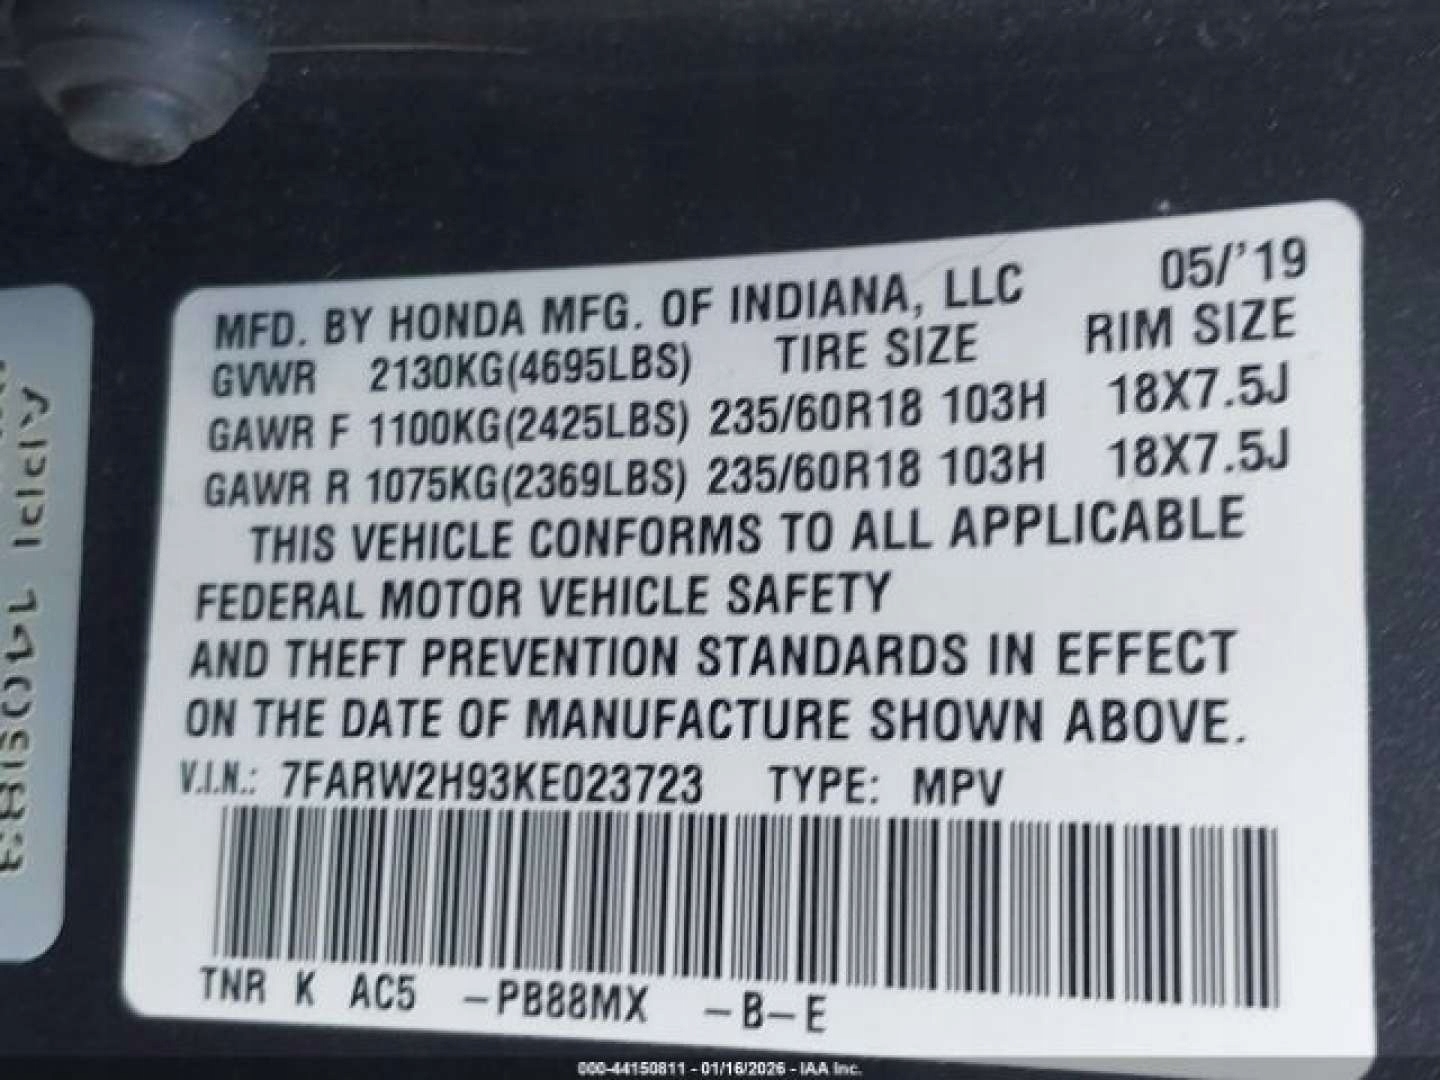 MFD. BY HONDA MFG. OF INDIANA, LLC 05/'19
GVWR 2130KG(4695LBS) TIRE SIZE RIM SIZE
GAWR F 1100KG(2425LBS) 235/60R18 103H 18X7.5J
GAWR R 1075KG(2369LBS) 235/60R18 103H 18X7.5J
THIS VEHICLE CONFORMS TO ALL APPLICABLE
FEDERAL MOTOR VEHICLE SAFETY
AND THEFT PREVENTION STANDARDS IN EFFECT
ON THE DATE OF MANUFACTURE SHOWN ABOVE.
V.I.N.: 7FARW2H93KE023723 TYPE: MPV
TNR K AC5 -PB88MX -B-E
000-44150811 - 01/16/2026 - IAA Inc.